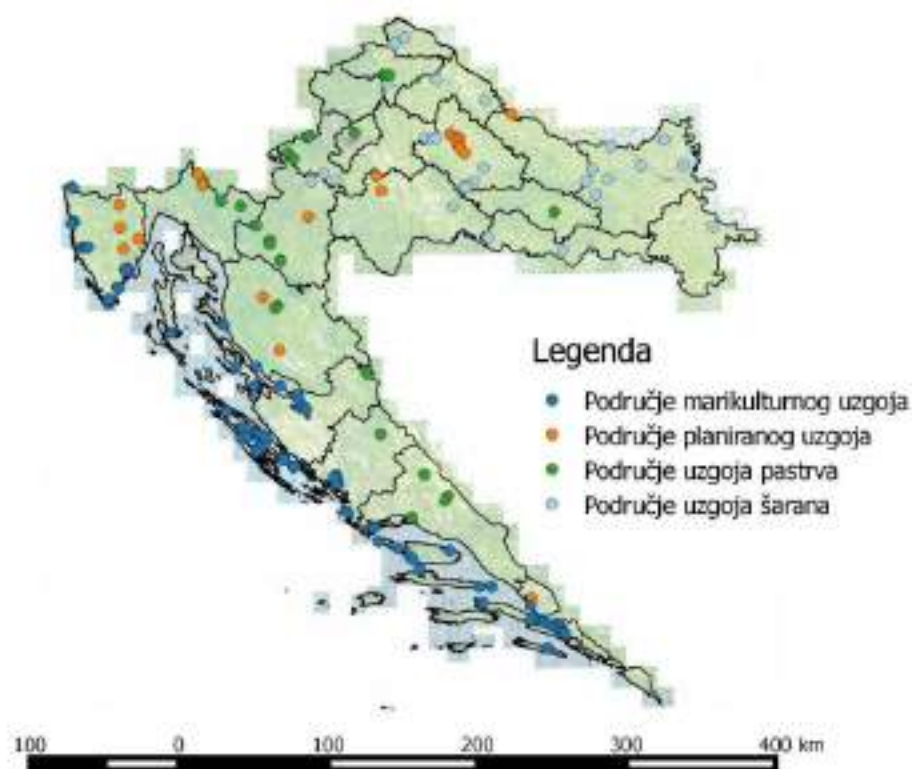 Legenda
Područje marikulturnog uzgoja
Područje planiranog uzgoja
Područje uzgoja pastrva
Područje uzgoja šarana
100 0 100 200 300 400 km